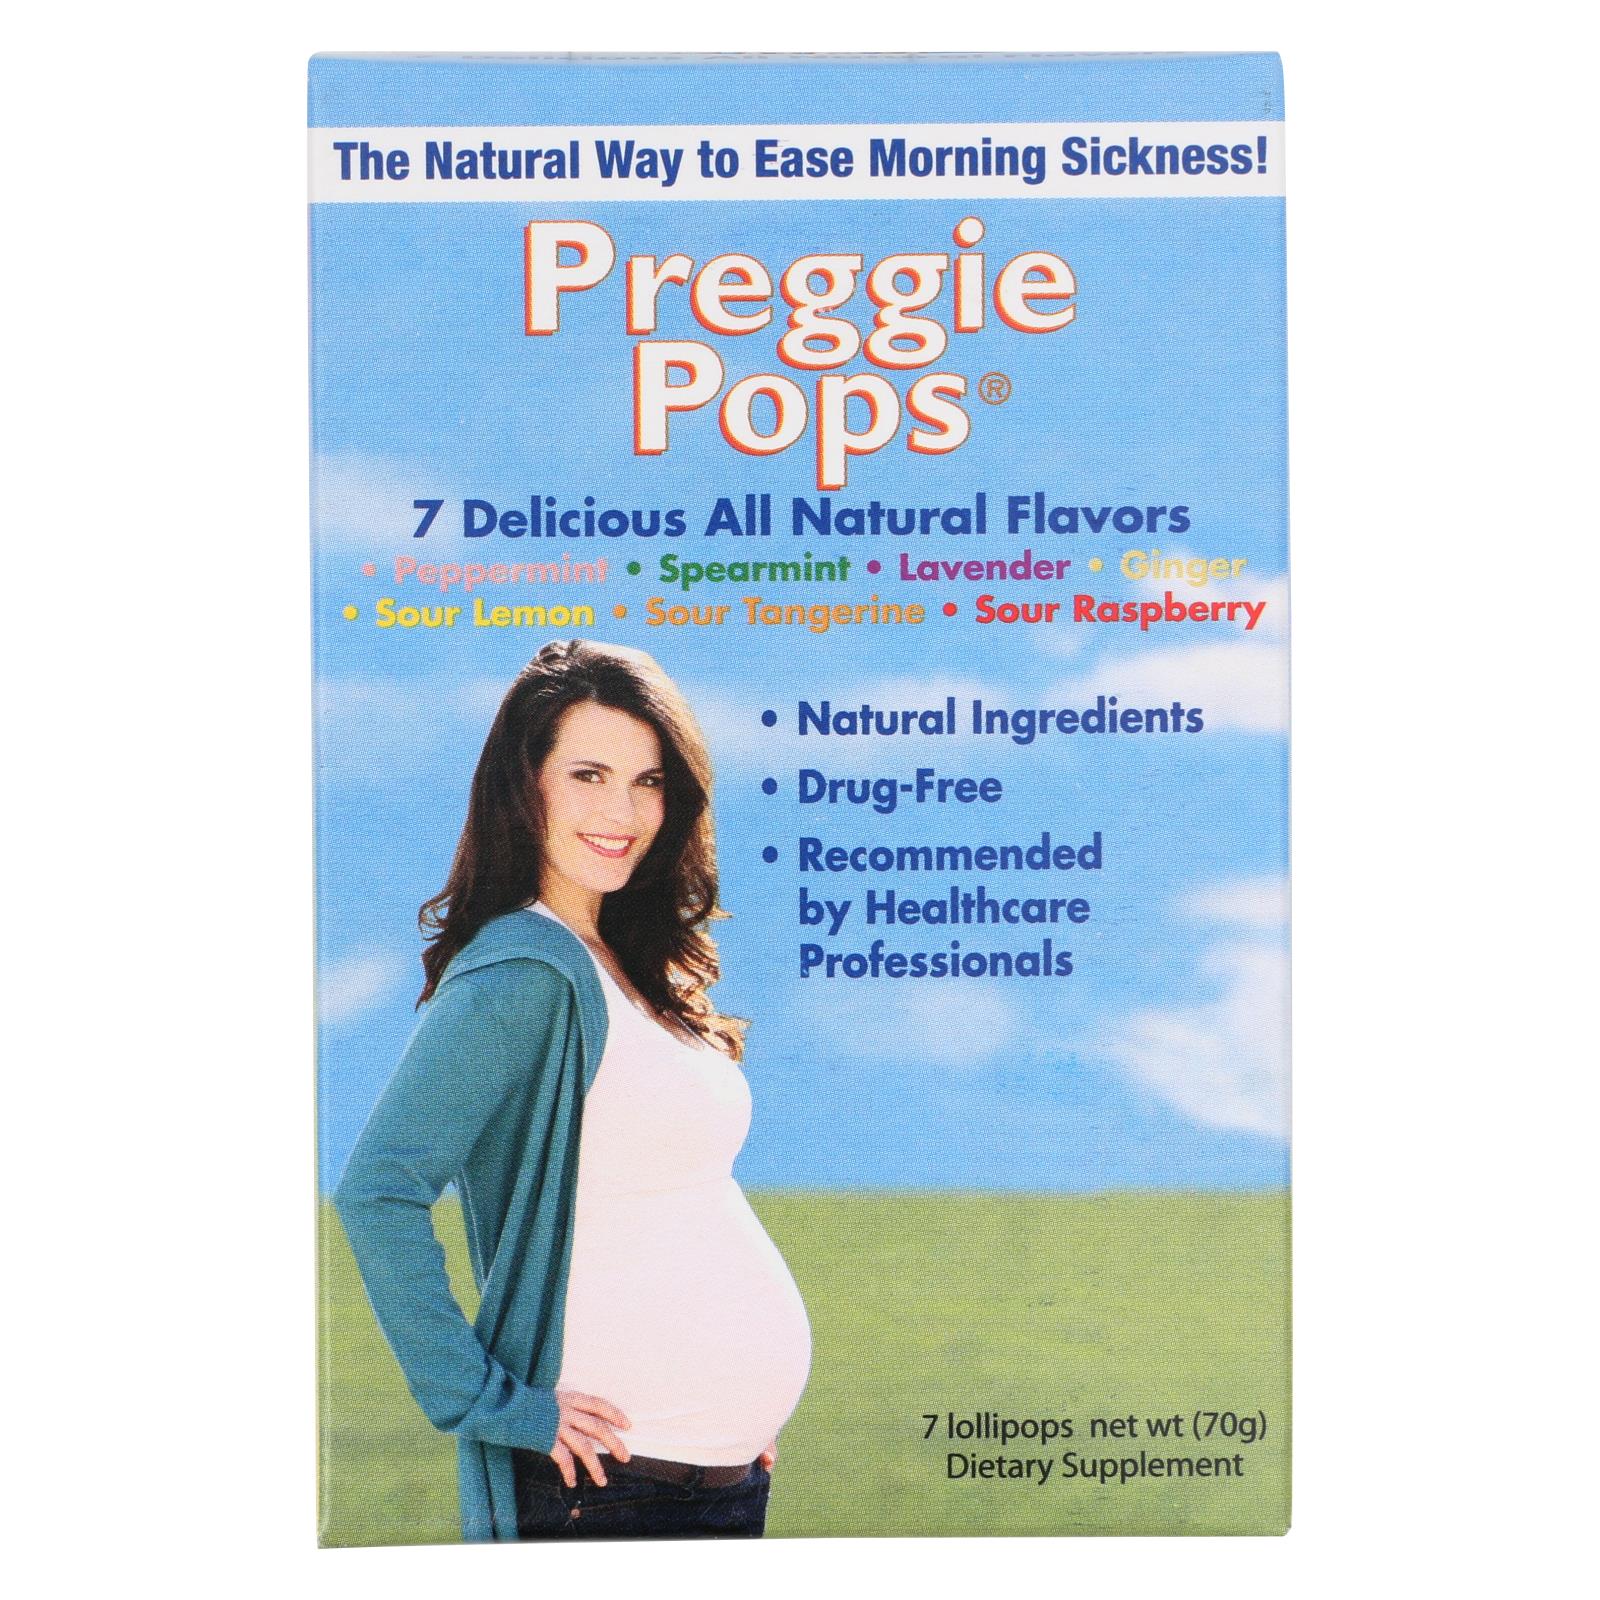 The Natural Way to Ease Morning Sickness!
Preggie
Pops®
7 Delicious All Natural Flavors
• Peppermint • Spearmint • Lavender • Ginger
• Sour Lemon • Sour Tangerine • Sour Raspberry
• Natural Ingredients
• Drug-Free
• Recommended
by Healthcare
Professionals
7 lollipops net wt (70g)
Dietary Supplement